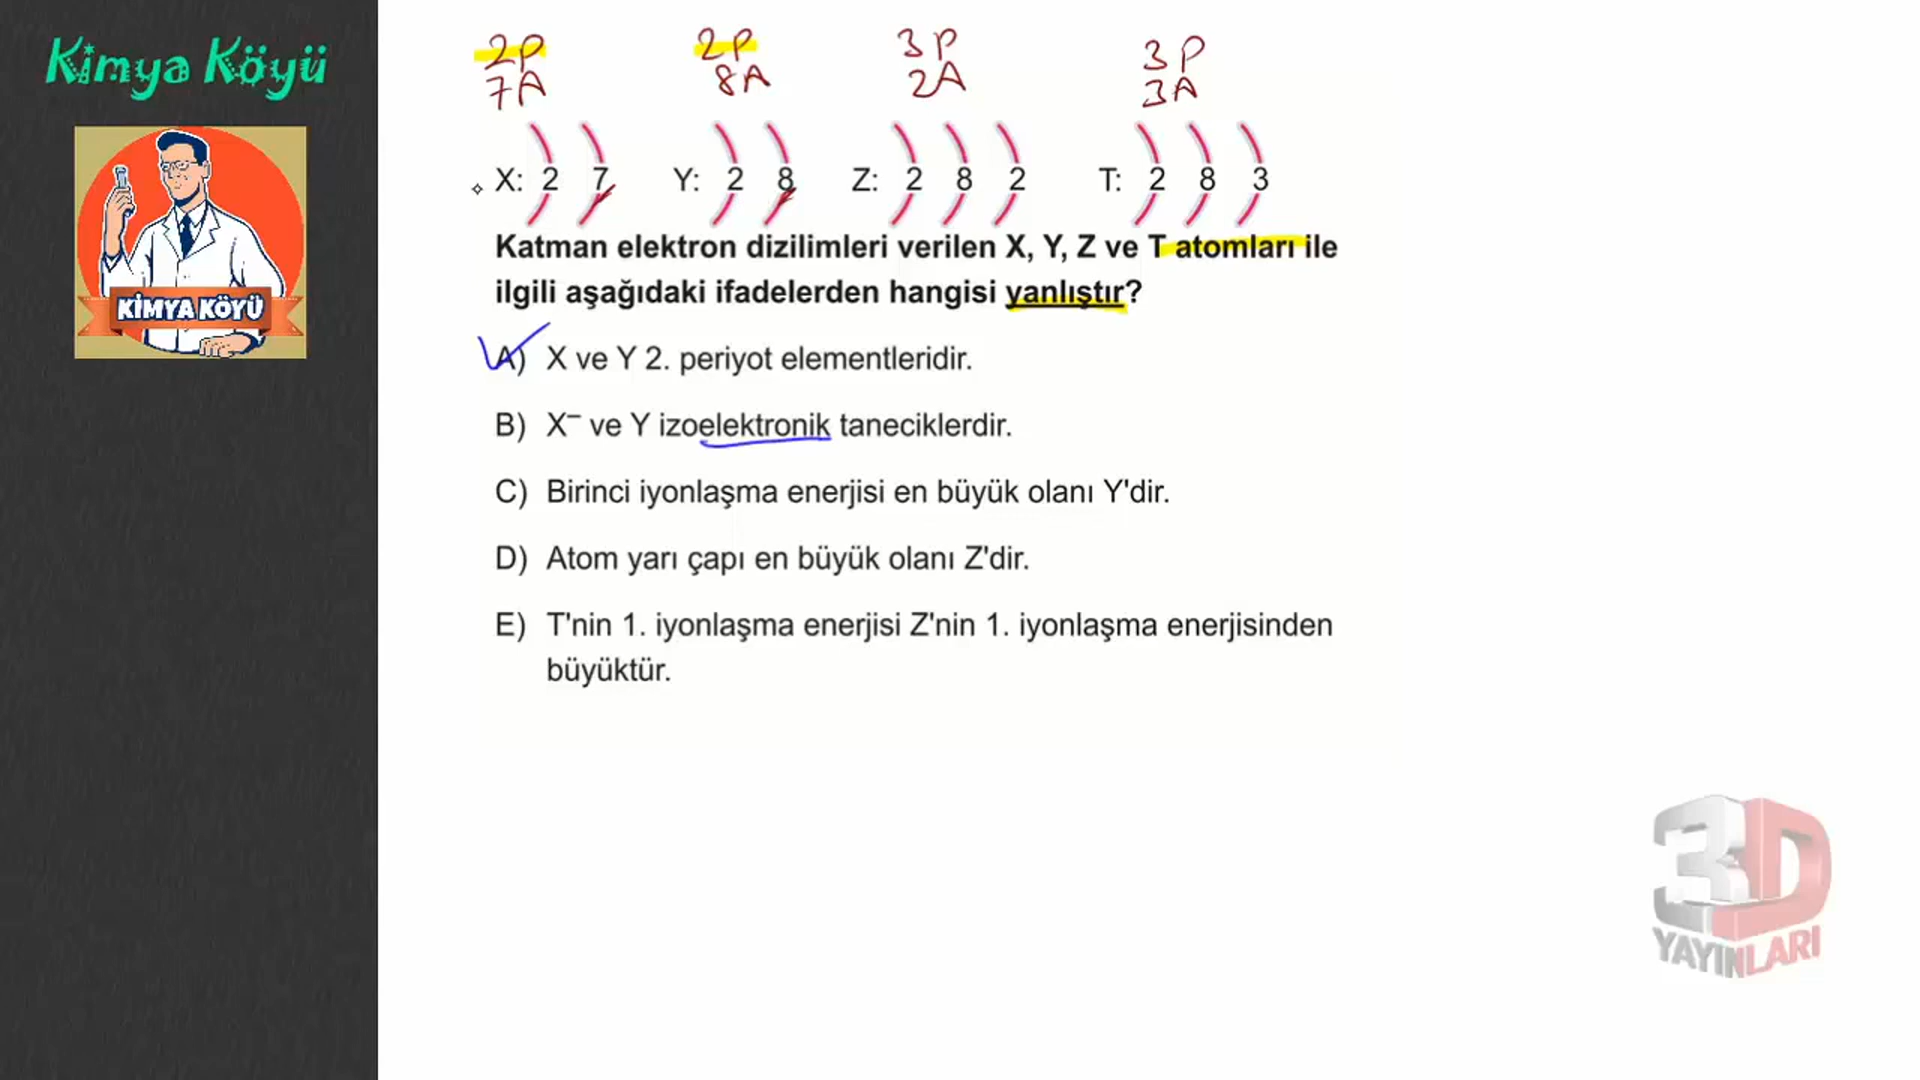 Kimya Köyü
KİMYA KÖYÜ
2P 2P 3P 3P
7A 8A 2A 3A
X: 2 7 Y: 2 8 Z: 2 8 2 T: 2 8 3
Katman elektron dizilimleri verilen X, Y, Z ve T atomları ile
ilgili aşağıdaki ifadelerden hangisi yanlıştır?
A) X ve Y 2. periyot elementleridir.
B) X⁻ ve Y izoelektronik taneciklerdir.
C) Birinci iyonlaşma enerjisi en büyük olanı Y'dir.
D) Atom yarı çapı en büyük olanı Z'dir.
E) T'nin 1. iyonlaşma enerjisi Z'nin 1. iyonlaşma enerjisinden
büyüktür.
3D
YAYINLARI